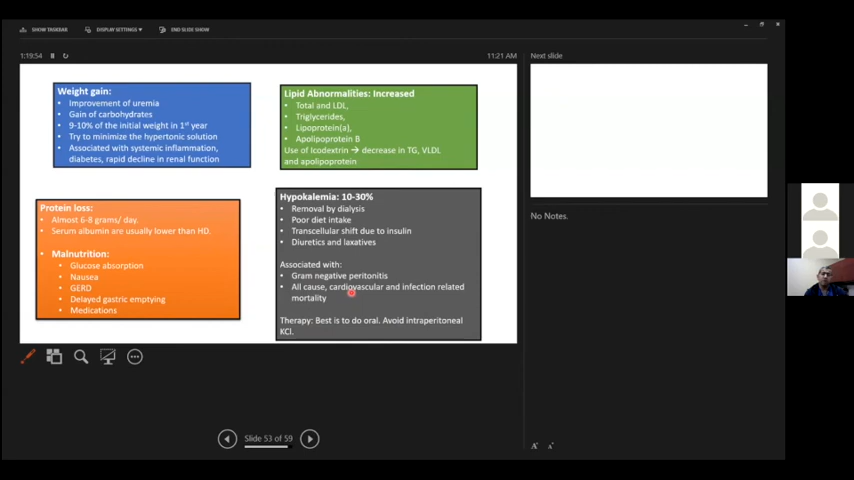 SHOW TASKBAR
DISPLAY SETTINGS ▾
END SLIDE SHOW
1:19:54
11:21 AM
Next slide
Weight gain:
• Improvement of uremia
• Gain of carbohydrates
• 9-10% of the initial weight in 1st year
• Try to minimize the hypertonic solution
• Associated with systemic inflammation,
diabetes, rapid decline in renal function
Lipid Abnormalities: Increased
• Total and LDL,
• Triglycerides,
• Lipoprotein(a),
• Apolipoprotein B
Use of Icodextrin → decrease in TG, VLDL
and apolipoprotein
Protein loss:
• Almost 6-8 grams/ day.
• Serum albumin are usually lower than HD.
• Malnutrition:
• Glucose absorption
• Nausea
• GERD
• Delayed gastric emptying
• Medications
Hypokalemia: 10-30%
• Removal by dialysis
• Poor diet intake
• Transcellular shift due to insulin
• Diuretics and laxatives
Associated with:
• Gram negative peritonitis
• All cause, cardiovascular and infection related
mortality
Therapy: Best is to do oral. Avoid intraperitoneal
KCl.
No Notes.
Slide 53 of 59
A A